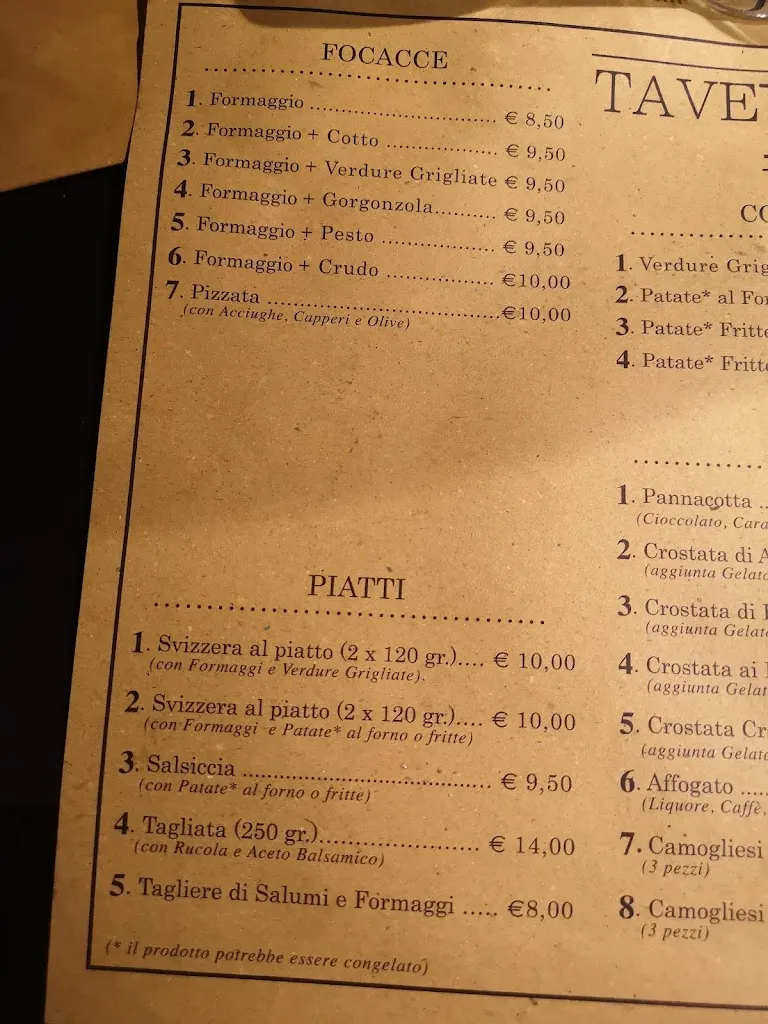 FOCACCE
1. Formaggio .............................. € 8,50
2. Formaggio + Cotto .................. € 9,50
3. Formaggio + Verdure Grigliate € 9,50
4. Formaggio + Gorgonzola.......... € 9,50
5. Formaggio + Pesto ................... € 9,50
6. Formaggio + Crudo .................. €10,00
7. Pizzata ......................................€10,00
(con Acciughe, Capperi e Olive)
PIATTI
1. Svizzera al piatto (2 x 120 gr.).... € 10,00
(con Formaggi e Verdure Grigliate).
2. Svizzera al piatto (2 x 120 gr.).... € 10,00
(con Formaggi e Patate* al forno o fritte)
3. Salsiccia ...................................... € 9,50
(con Patate* al forno o fritte)
4. Tagliata (250 gr.)........................ € 14,00
(con Rucola e Aceto Balsamico)
5. Tagliere di Salumi e Formaggi ..... €8,00
(* il prodotto potrebbe essere congelato)
TAVE
CO
1. Verdure Grig
2. Patate* al For
3. Patate* Fritte
4. Patate* Fritte
1. Pannacotta ..
(Cioccolato, Cara
2. Crostata di A
(aggiunta Gelato
3. Crostata di
(aggiunta Gelato
4. Crostata ai
(aggiunta Gelat
5. Crostata Cr
(aggiunta Gelato
6. Affogato .....
(Liquore, Caffè,
7. Camogliesi
(3 pezzi)
8. Camogliesi
(3 pezzi)